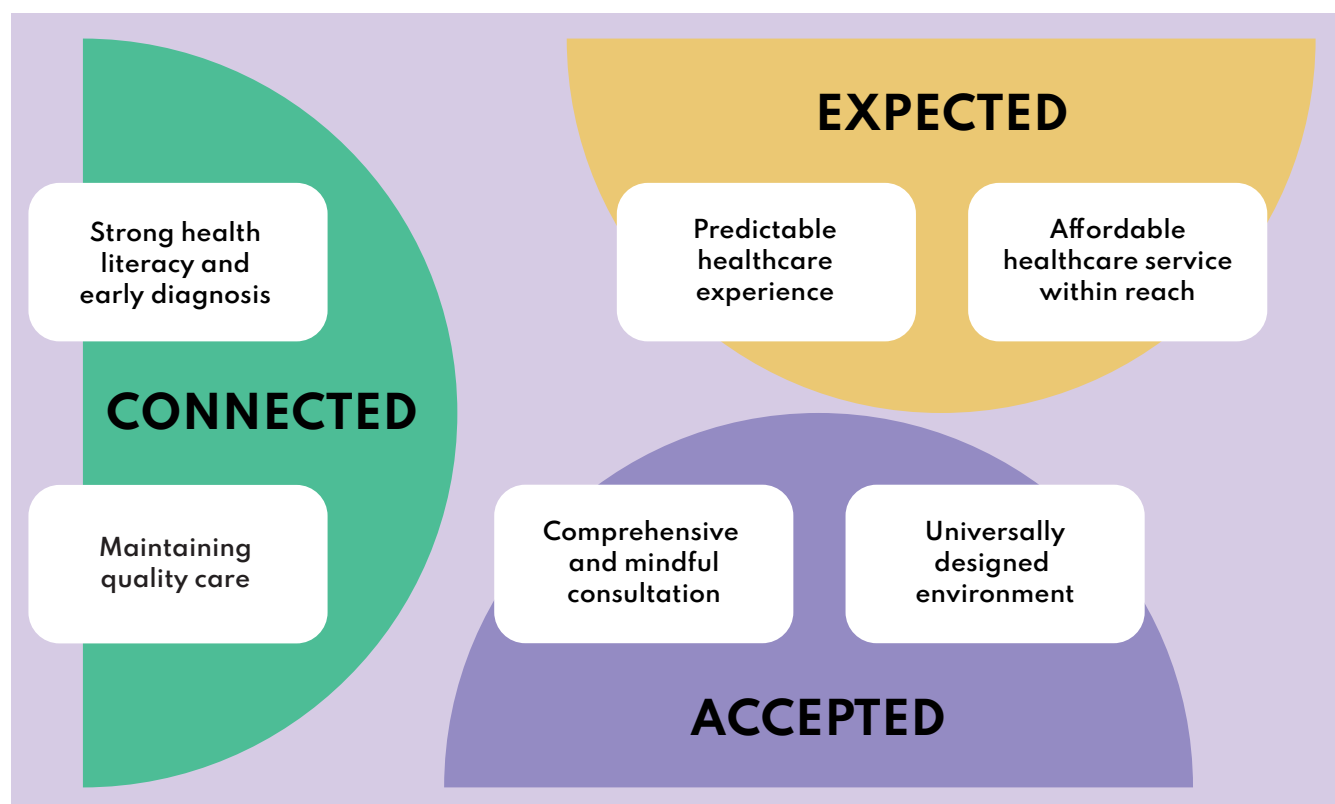 CONNECTED
Strong health
literacy and
early diagnosis
Maintaining
quality care
EXPECTED
Predictable
healthcare
experience
Affordable
healthcare service
within reach
Comprehensive
and mindful
consultation
Universally
designed
environment
ACCEPTED